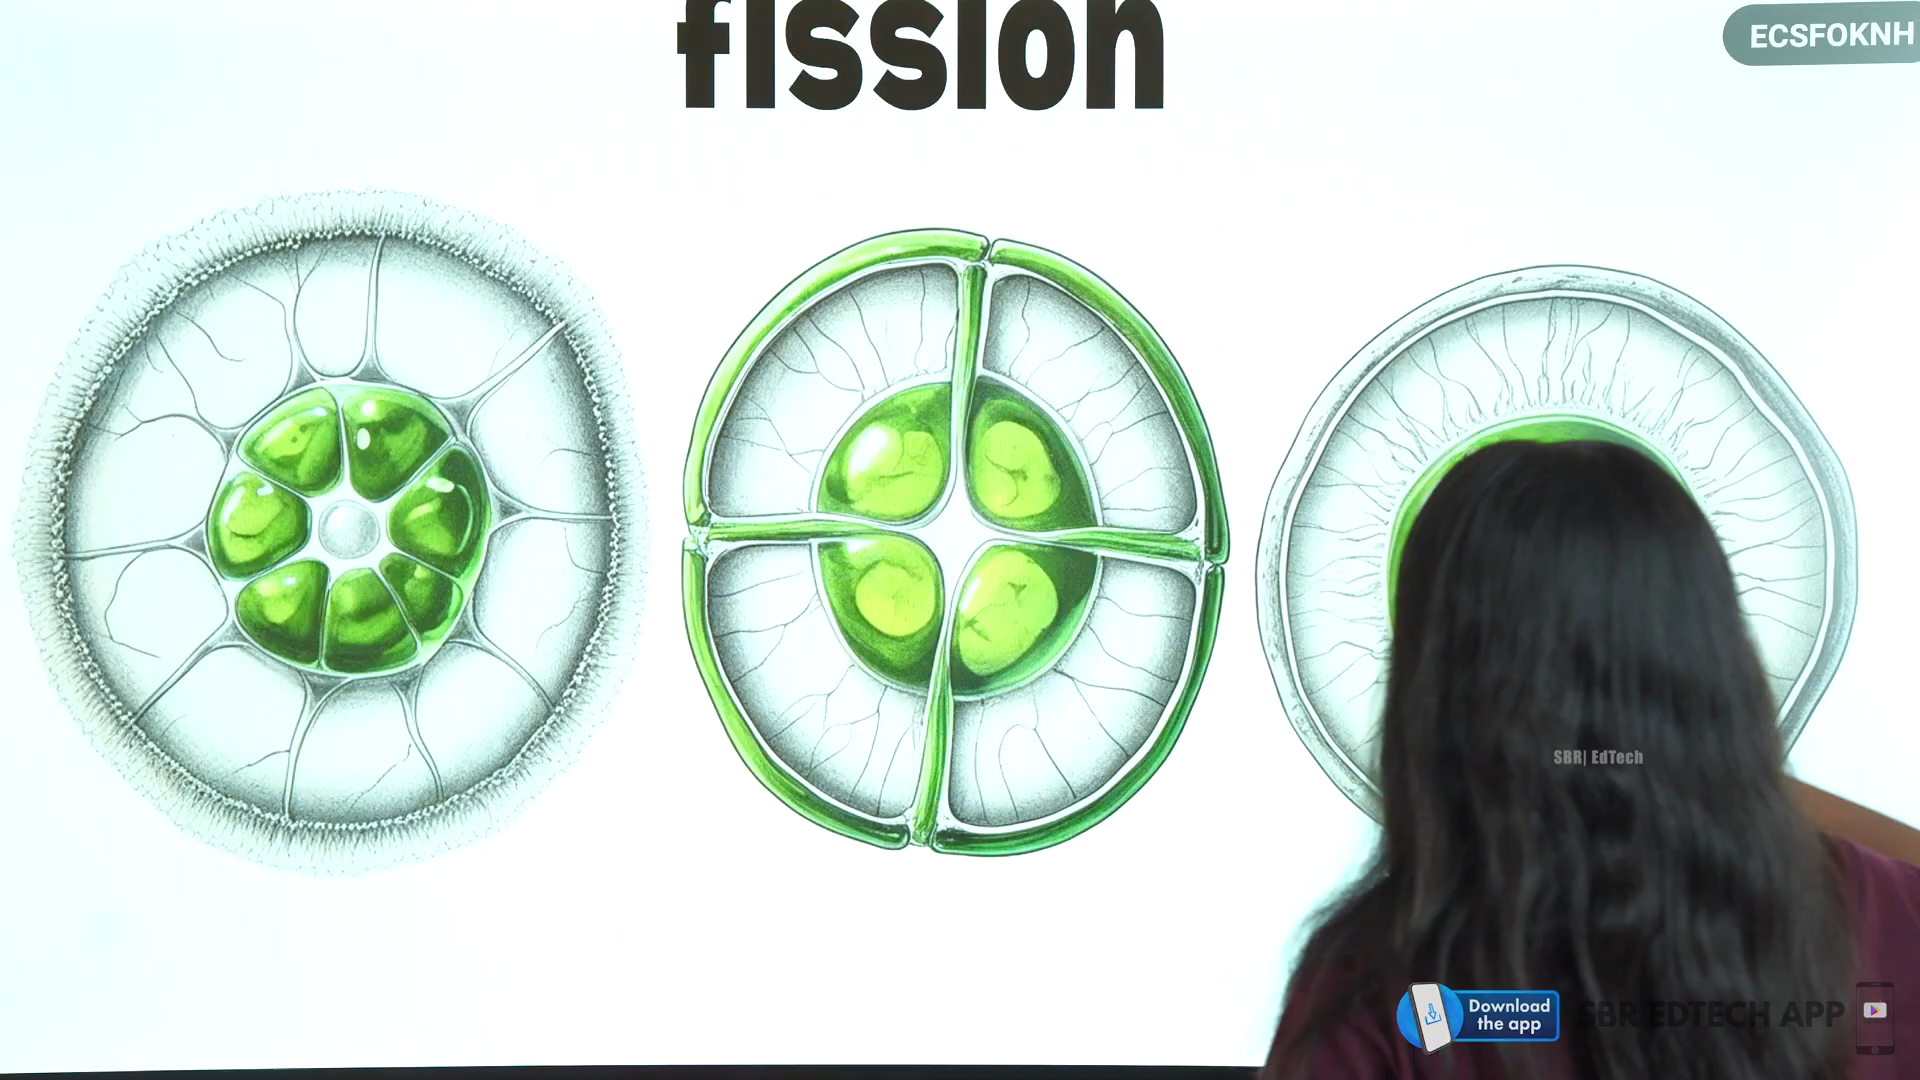 fission
ECSFOKNH
SBR| EdTech
Download
the app
SBR EDTECH APP